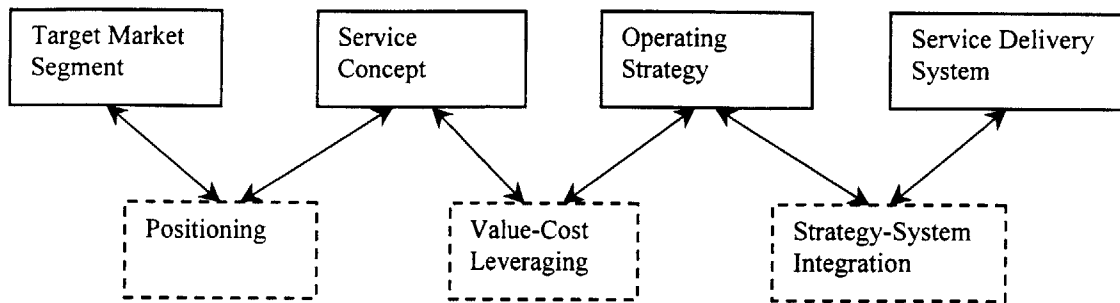 Target Market
Segment
Service
Concept
Operating
Strategy
Service Delivery
System
Positioning
Value-Cost
Leveraging
Strategy-System
Integration